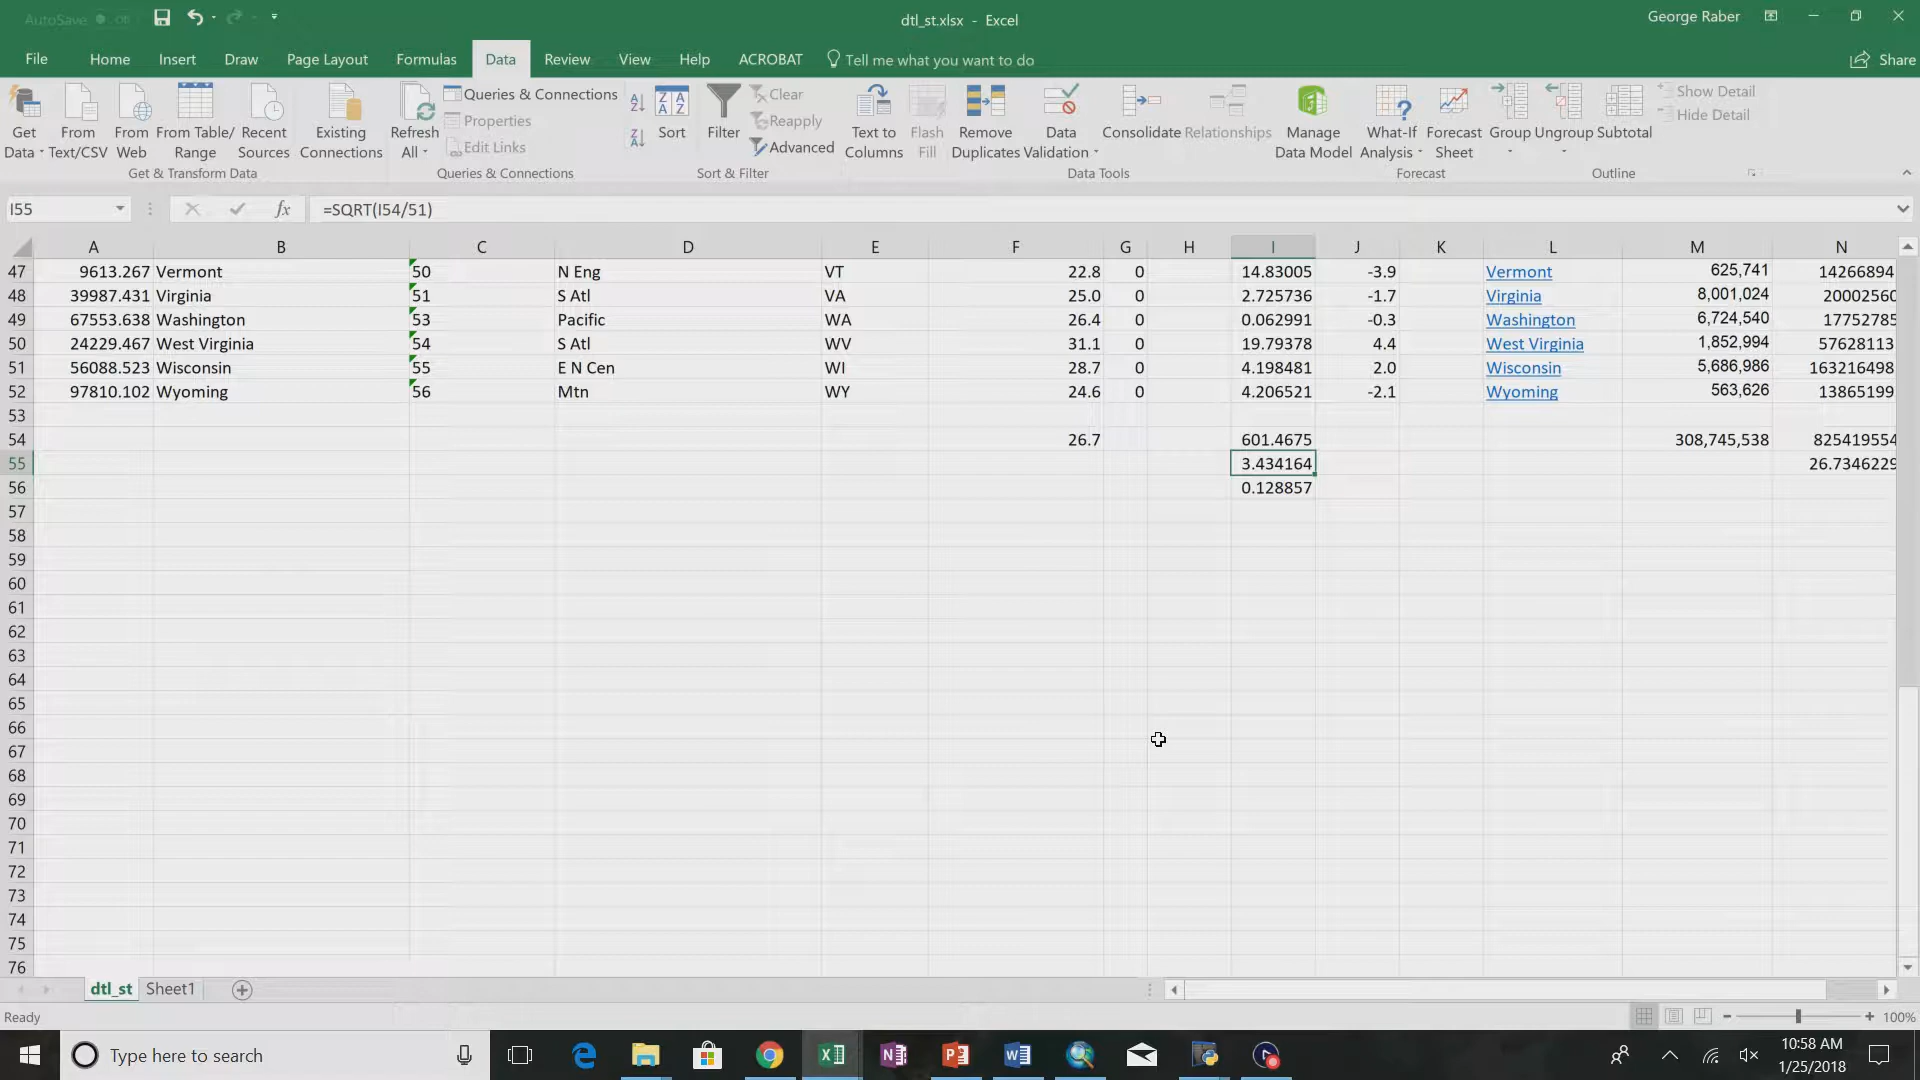 AutoSave Off
dtl_st.xlsx - Excel
George Raber
File Home Insert Draw Page Layout Formulas Data Review View Help ACROBAT Tell me what you want to do Share
Get Data From Text/CSV From Web From Table/Range Recent Sources Existing Connections
Get & Transform Data
Refresh All Queries & Connections Properties Edit Links
Queries & Connections
Sort Filter Clear Reapply Advanced
Sort & Filter
Text to Columns Flash Fill Remove Duplicates Data Validation Consolidate Relationships Manage Data Model
Data Tools
What-If Analysis Forecast Sheet
Forecast
Group Ungroup Subtotal Show Detail Hide Detail
Outline
I55 fx =SQRT(I54/51)
A B C D E F G H I J K L M N
47 9613.267 Vermont 50 N Eng VT 22.8 0 14.83005 -3.9 Vermont 625,741 14266894
48 39987.431 Virginia 51 S Atl VA 25.0 0 2.725736 -1.7 Virginia 8,001,024 20002560
49 67553.638 Washington 53 Pacific WA 26.4 0 0.062991 -0.3 Washington 6,724,540 17752785
50 24229.467 West Virginia 54 S Atl WV 31.1 0 19.79378 4.4 West Virginia 1,852,994 57628113
51 56088.523 Wisconsin 55 E N Cen WI 28.7 0 4.198481 2.0 Wisconsin 5,686,986 163216498
52 97810.102 Wyoming 56 Mtn WY 24.6 0 4.206521 -2.1 Wyoming 563,626 13865199
53
54 26.7 601.4675 308,745,538 825419554
55 3.434164 26.7346229
56 0.128857
57
58
59
60
61
62
63
64
65
66
67
68
69
70
71
72
73
74
75
76
dtl_st Sheet1
Ready 100%
Type here to search
10:58 AM
1/25/2018